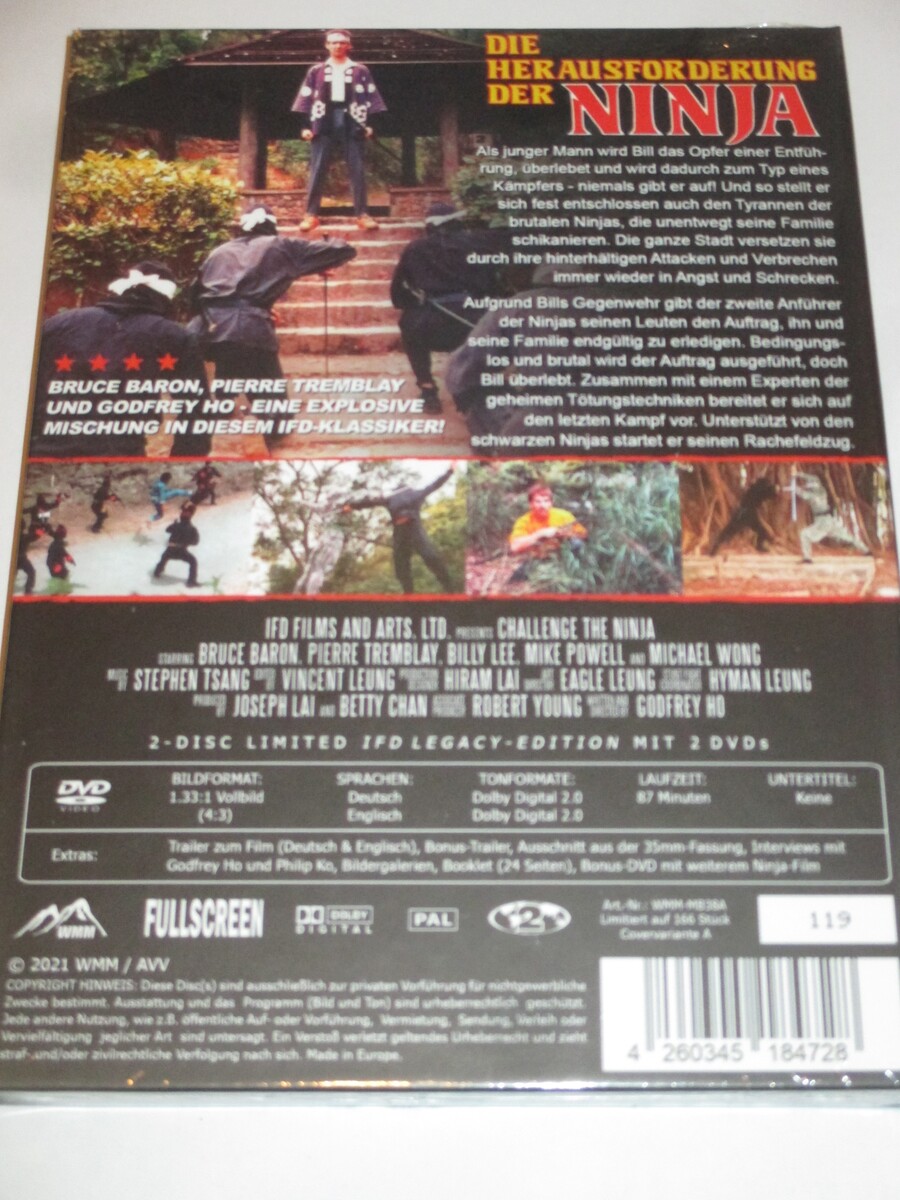 DIE
HERAUSFORDERUNG
DER NINJA
Als junger Mann wird Bill das Opfer einer Entfüh-
rung, überlebt und wird dadurch zum Typ eines
Kämpfers - niemals gibt er auf! Und so stellt er
sich fest entschlossen auch den Tyrannen der
brutalen Ninjas, die unentwegt seine Familie
schikanieren. Die ganze Stadt versetzen sie
durch ihre hinterhältigen Attacken und Verbrechen
immer wieder in Angst und Schrecken.
Aufgrund Bills Gegenwehr gibt der zweite Anführer
der Ninjas seinen Leuten den Auftrag, ihn und
seine Familie endgültig zu erledigen. Bedingungs-
los und brutal wird der Auftrag ausgeführt, doch
Bill überlebt. Zusammen mit einem Experten der
geheimen Tötungstechniken bereitet er sich auf
den letzten Kampf vor. Unterstützt von den
schwarzen Ninjas startet er seinen Rachefeldzug.
BRUCE BARON, PIERRE TREMBLAY
UND GODFREY HO - EINE EXPLOSIVE
MISCHUNG IN DIESEM IFD-KLASSIKER!
IFD FILMS AND ARTS, LTD. PRESENTS CHALLENGE THE NINJA
STARRING BRUCE BARON, PIERRE TREMBLAY, BILLY LEE, MIKE POWELL AND MICHAEL WONG
STEPHEN TSANG VINCENT LEUNG HIRAM LAI EAGLE LEUNG HYMAN LEUNG
JOSEPH LAI AND BETTY CHAN ROBERT YOUNG GODFREY HO
2-DISC LIMITED IFD LEGACY-EDITION MIT 2 DVDs
DVD VIDEO
BILDFORMAT: SPRACHEN: TONFORMATE: LAUFZEIT: UNTERTITEL:
1.33:1 Vollbild Deutsch Dolby Digital 2.0 87 Minuten Keine
(4:3) Englisch Dolby Digital 2.0
Extras: Trailer zum Film (Deutsch & Englisch), Bonus-Trailer, Ausschnitt aus der 35mm-Fassung, Interviews mit
Godfrey Ho und Philip Ko, Bildergalerien, Booklet (24 Seiten), Bonus-DVD mit weiterem Ninja-Film
WMM FULLSCREEN DOLBY DIGITAL PAL 2
Art.-Nr.: WMM-MB38A
Limitiert auf 166 Stück
Covervariante A
119
© 2021 WMM / AVV
COPYRIGHT HINWEIS: Diese Disc(s) sind ausschließlich zur privaten Vorführung für nichtgewerbliche
Zwecke bestimmt. Ausstattung und das Programm (Bild und Ton) sind urheberrechtlich geschützt.
Jede andere Nutzung, wie z.B. öffentliche Auf- oder Vorführung, Vermietung, Sendung, Verleih oder
Vervielfältigung jeglicher Art sind untersagt. Ein Verstoß verletzt geltendes Urheberrecht und zieht
straf-,und/oder zivilrechtliche Verfolgung nach sich. Made in Europe.
4 260345 184728